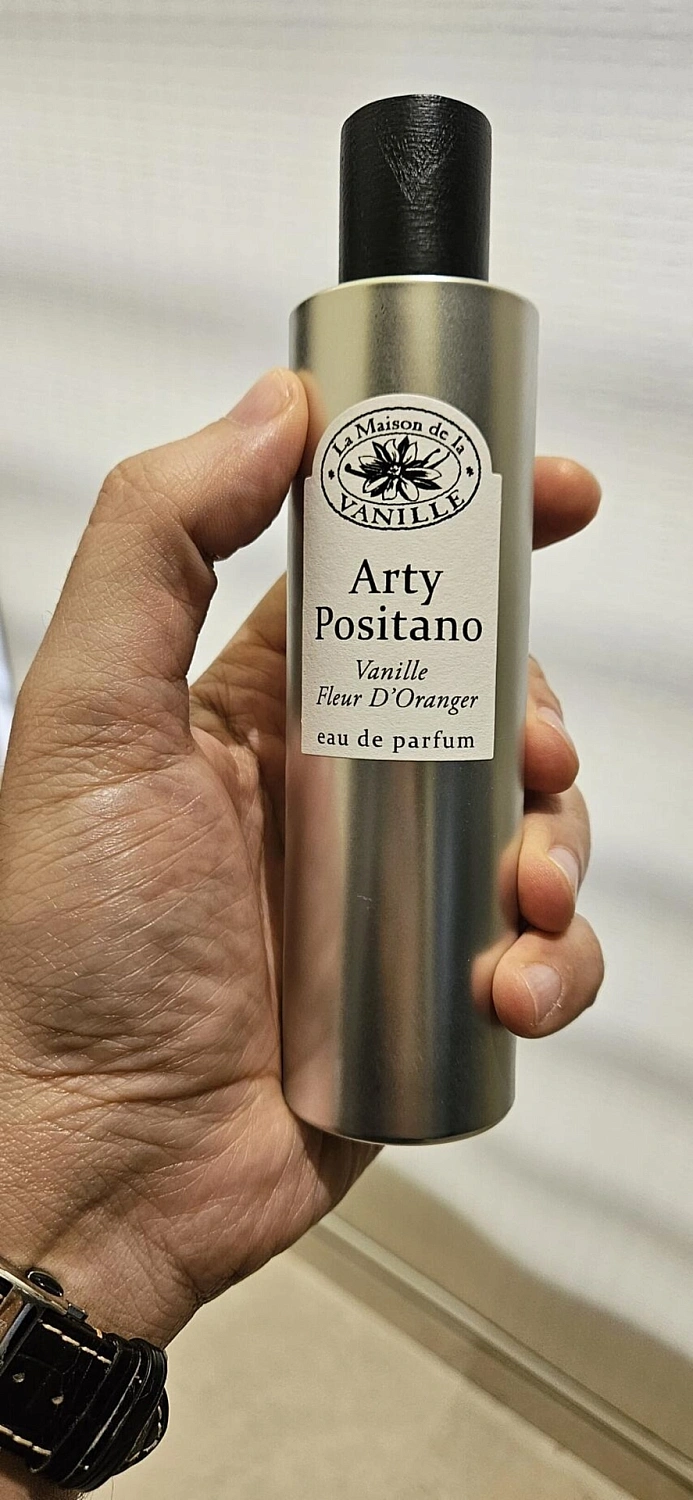 La Maison de la
VANILLE
Arty
Positano
Vanille
Fleur D'Oranger
eau de parfum